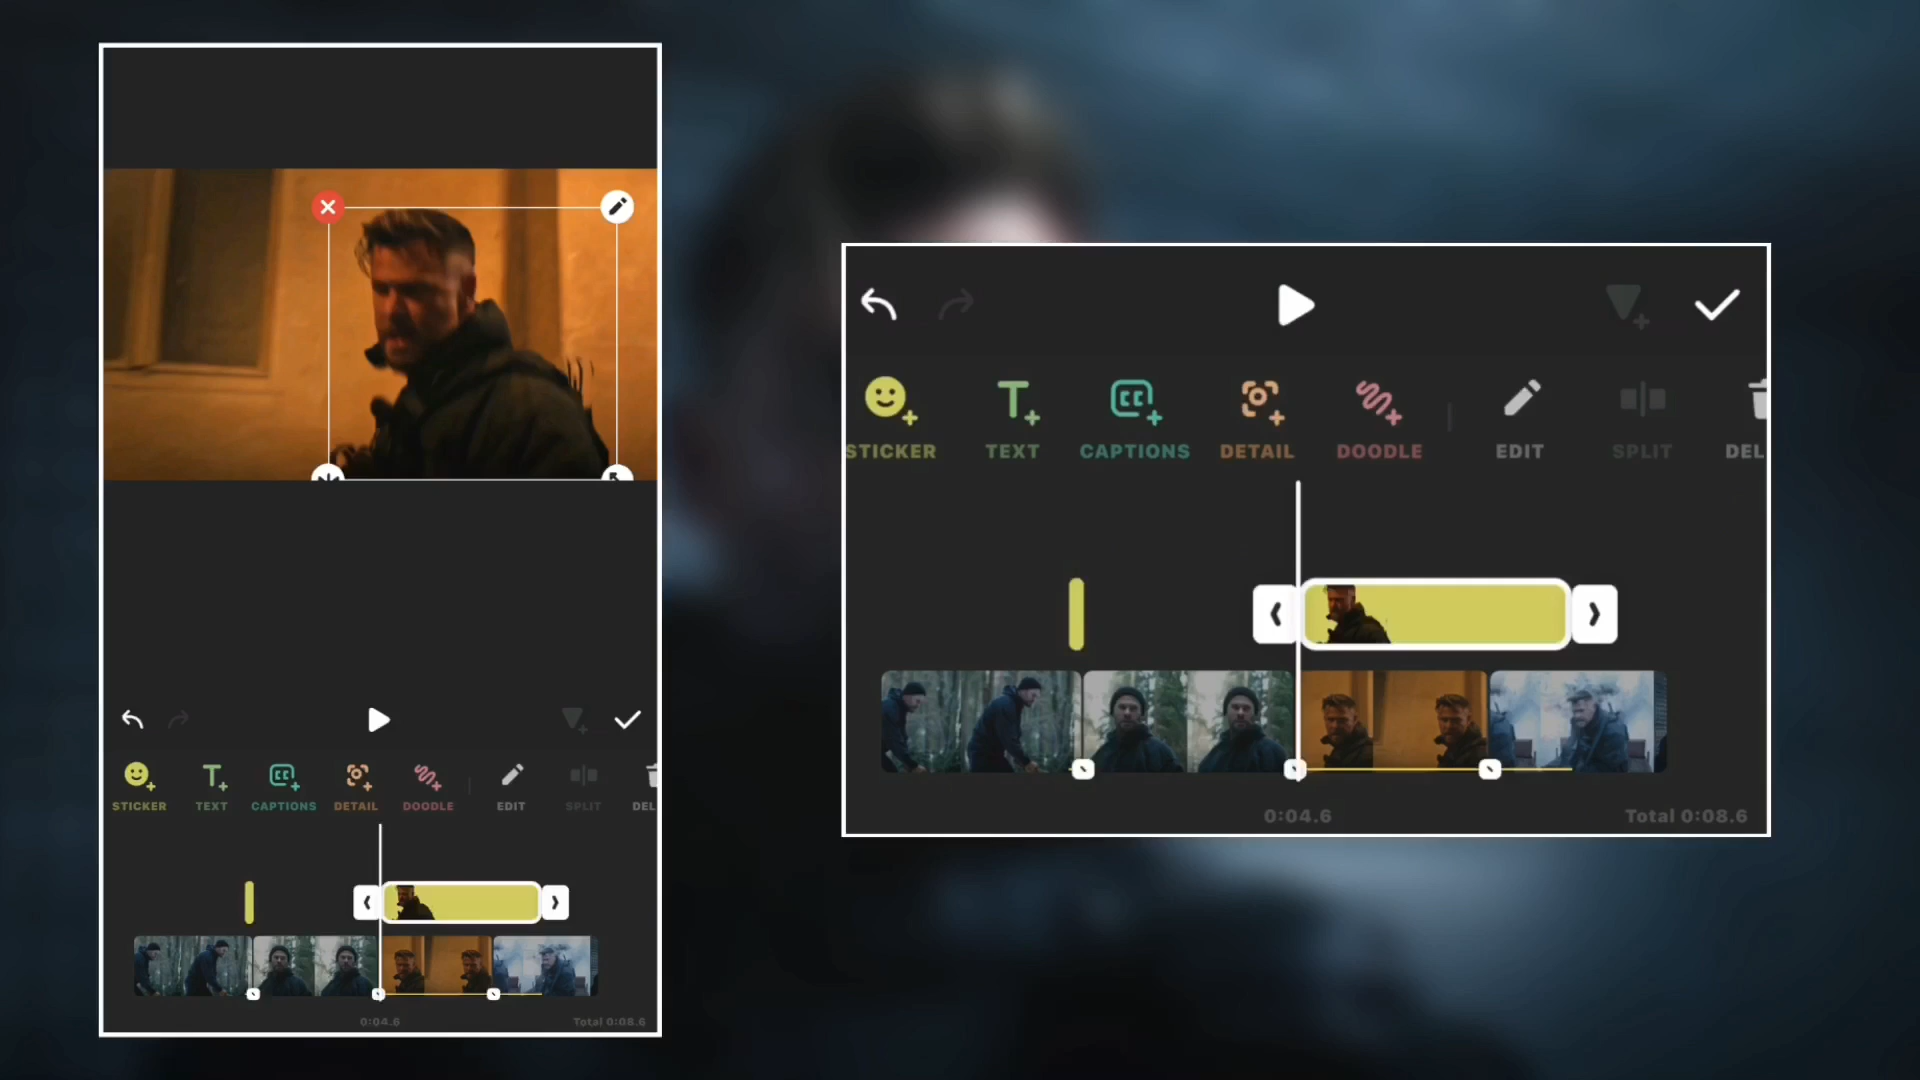 STICKER TEXT CAPTIONS DETAIL DOODLE EDIT SPLIT DEL
0:04.6 Total 0:08.6
STICKER TEXT CAPTIONS DETAIL DOODLE EDIT SPLIT DEL
0:04.6 Total 0:08.6